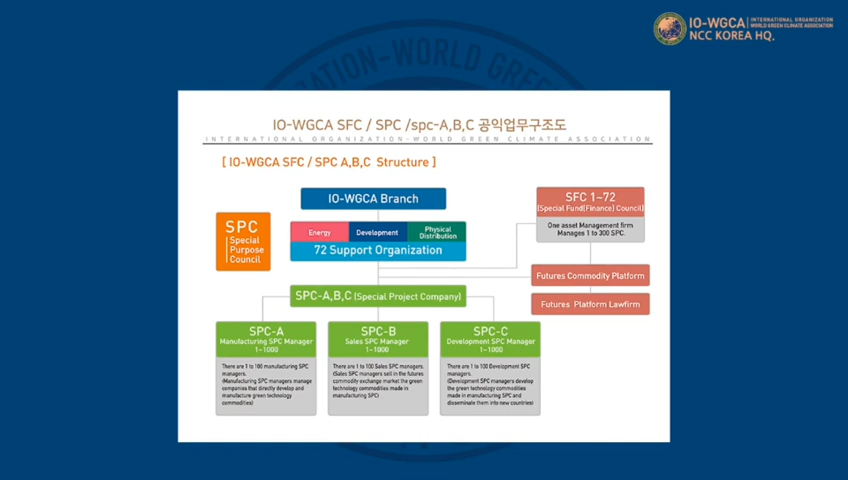 IO-WGCA
INTERNATIONAL ORGANIZATION
WORLD GREEN CLIMATE ASSOCIATION
NCC KOREA HQ.
IZATION-WORLD GREE
IO-WGCA SFC / SPC /spc-A,B,C 공익업무구조도
INTERNATIONAL ORGANIZATION-WORLD GREEN CLIMATE ASSOCIATION
[ IO-WGCA SFC / SPC A,B,C Structure ]
IO-WGCA Branch
SFC 1~72
(Special Fund(Finance) Council)
One asset Management firm
Manages 1 to 300 SPC.
SPC
Special
Purpose
Council
Energy
Development
Physical
Distribution
72 Support Organization
Futures Commodity Platform
SPC-A,B,C (Special Project Company)
Futures Platform Lawfirm
SPC-A
Manufacturing SPC Manager
1~1000
There are 1 to 100 manufacturing SPC
managers.
(Manufacturing SPC managers manage
companies that directly develop and
manufacture green technology
commodities)
SPC-B
Sales SPC Manager
1~1000
There are 1 to 100 Sales SPC managers.
(Sales SPC managers sell in the futures
commodity exchange market the green
technology commodities made in
manufacturing SPC)
SPC-C
Development SPC Manager
1~1000
There are 1 to 100 Development SPC
managers.
(Development SPC managers develop
the green technology commodities
made in manufacturing SPC and
disseminate them into new countries)